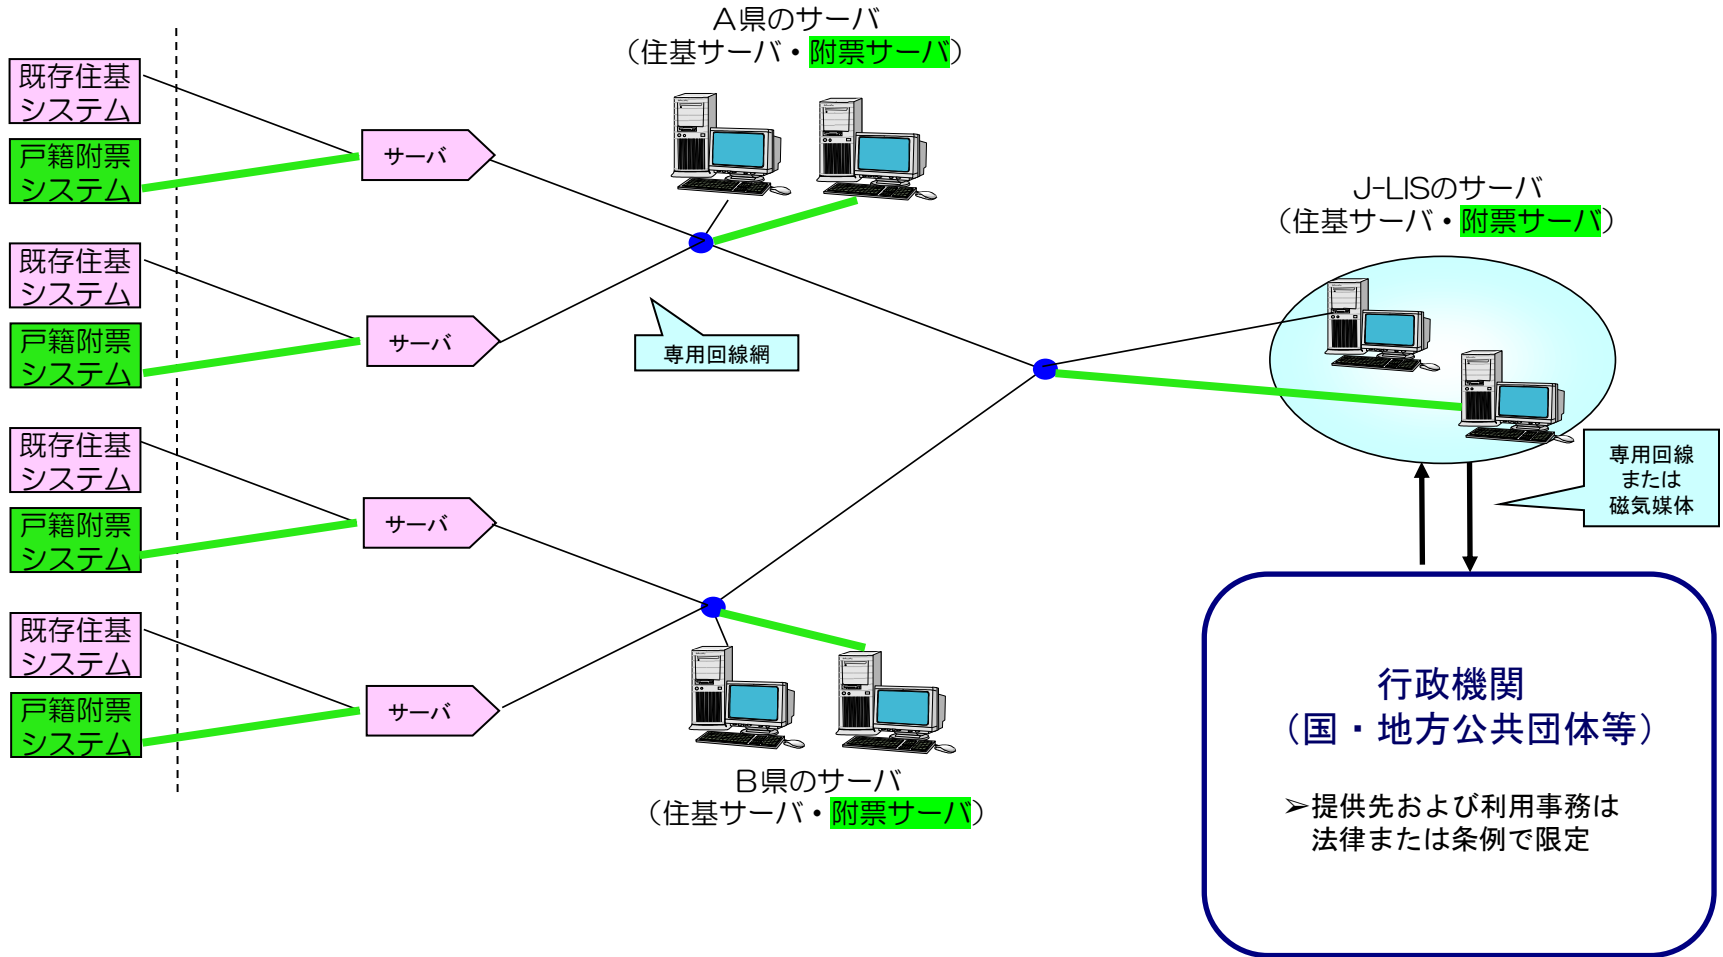 A県のサーバ
（住基サーバ・附票サーバ）
既存住基
システム
戸籍附票
システム
サーバ
既存住基
システム
戸籍附票
システム
サーバ
専用回線網
J-LISのサーバ
（住基サーバ・附票サーバ）
専用回線
または
磁気媒体
既存住基
システム
戸籍附票
システム
サーバ
既存住基
システム
戸籍附票
システム
サーバ
B県のサーバ
（住基サーバ・附票サーバ）
行政機関
（国・地方公共団体等）
➢提供先および利用事務は
法律または条例で限定